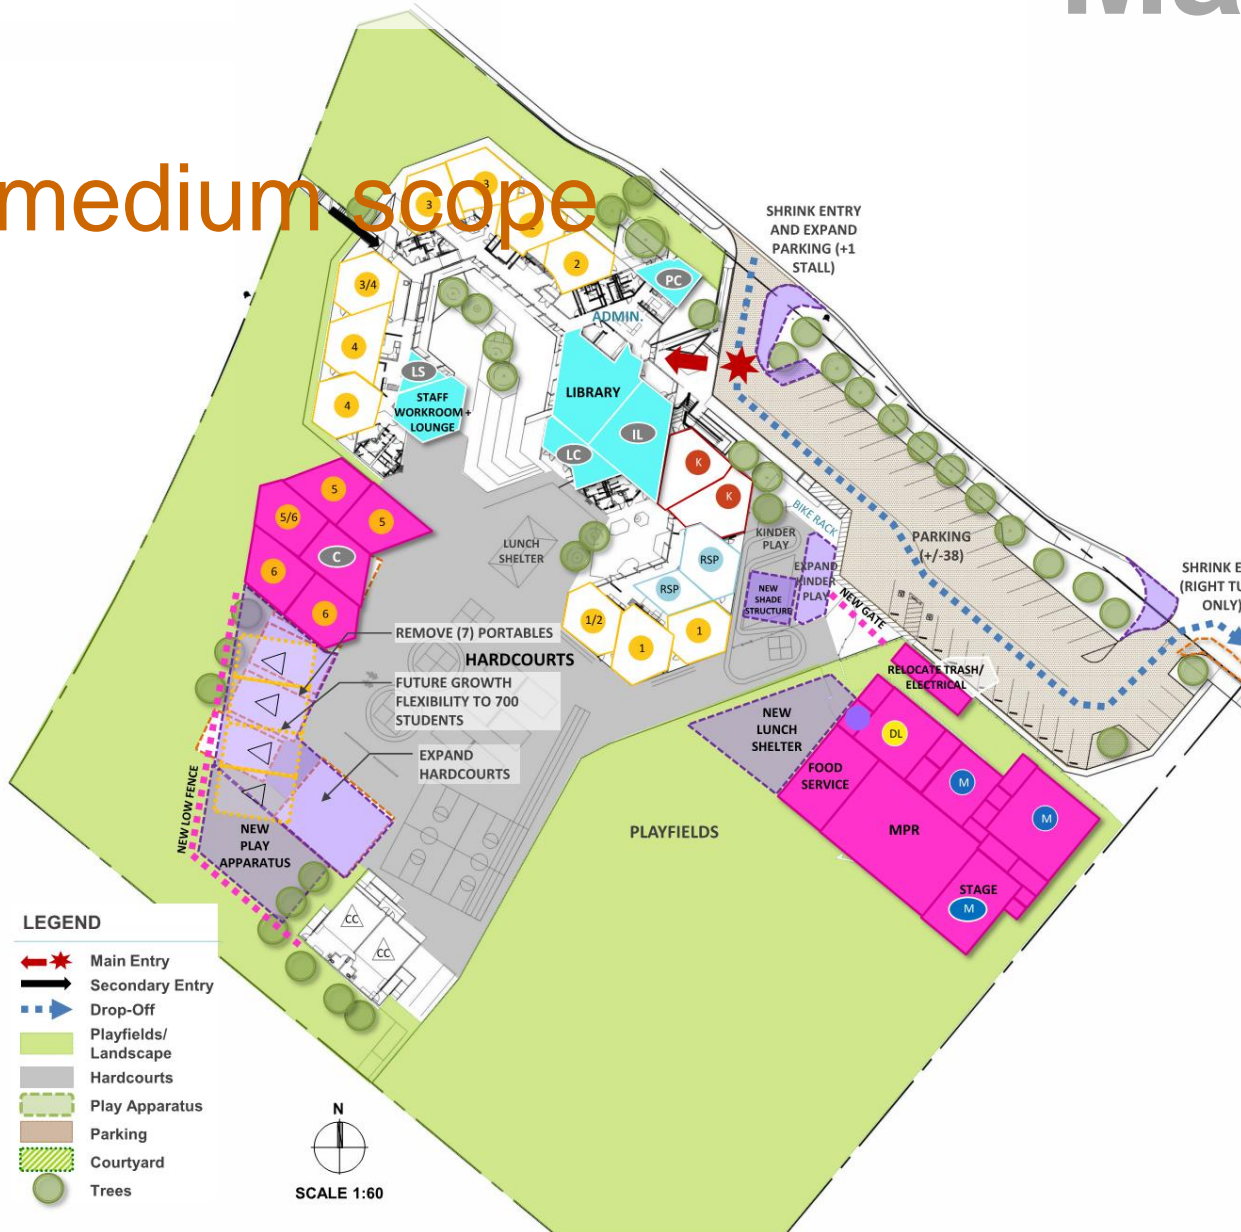 Ma
medium scope
SHRINK ENTRY
AND EXPAND
PARKING (+1
STALL)
3
3
2
3/4
PC
ADMIN.
4
LS
4
STAFF
WORKROOM +
LOUNGE
LIBRARY
IL
LC
K
K
5
5/6
5
C
6
6
LUNCH
SHELTER
BIKE RACK
KINDER
PLAY
PARKING
(+/-38)
RSP
RSP
EXPAND
KINDER
PLAY
NEW
SHADE
STRUCTURE
NEW GATE
SHRINK E
(RIGHT TU
ONLY)
1/2
1
1
REMOVE (7) PORTABLES
HARDCOURTS
FUTURE GROWTH
FLEXIBILITY TO 700
STUDENTS
RELOCATE TRASH/
ELECTRICAL
NEW
LUNCH
SHELTER
DL
EXPAND
HARDCOURTS
FOOD
SERVICE
M
M
NEW LOW FENCE
NEW
PLAY
APPARATUS
PLAYFIELDS
MPR
STAGE
M
CC
CC
LEGEND
Main Entry
Secondary Entry
Drop-Off
Playfields/
Landscape
Hardcourts
Play Apparatus
Parking
Courtyard
Trees
N
SCALE 1:60